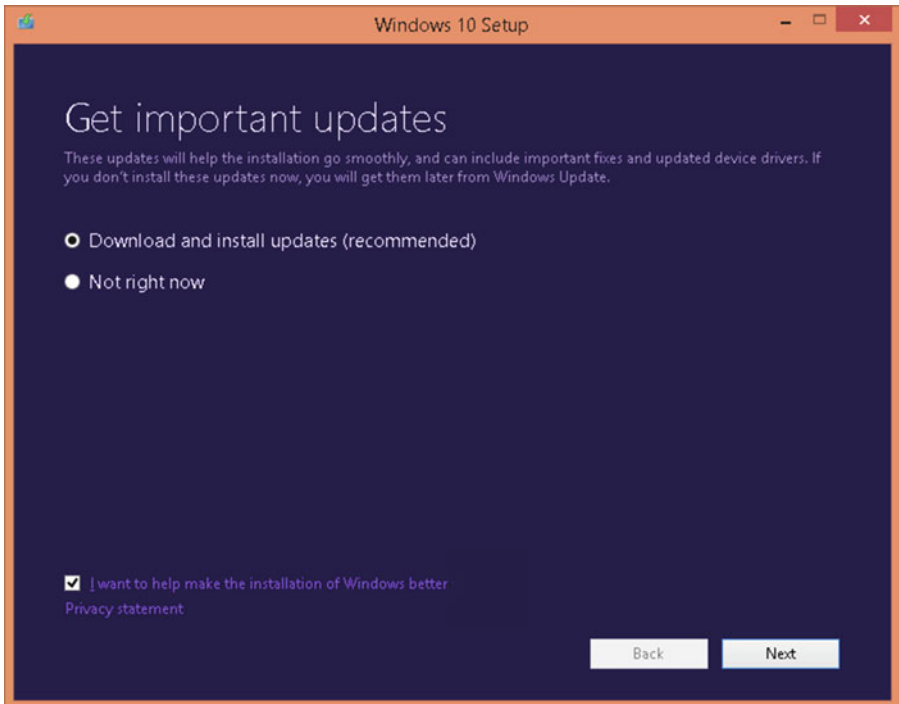 Windows 10 Setup
Get important updates
These updates will help the installation go smoothly, and can include important fixes and updated device drivers. If
you don't install these updates now, you will get them later from Windows Update.
Download and install updates (recommended)
Not right now
I want to help make the installation of Windows better
Privacy statement
Back
Next